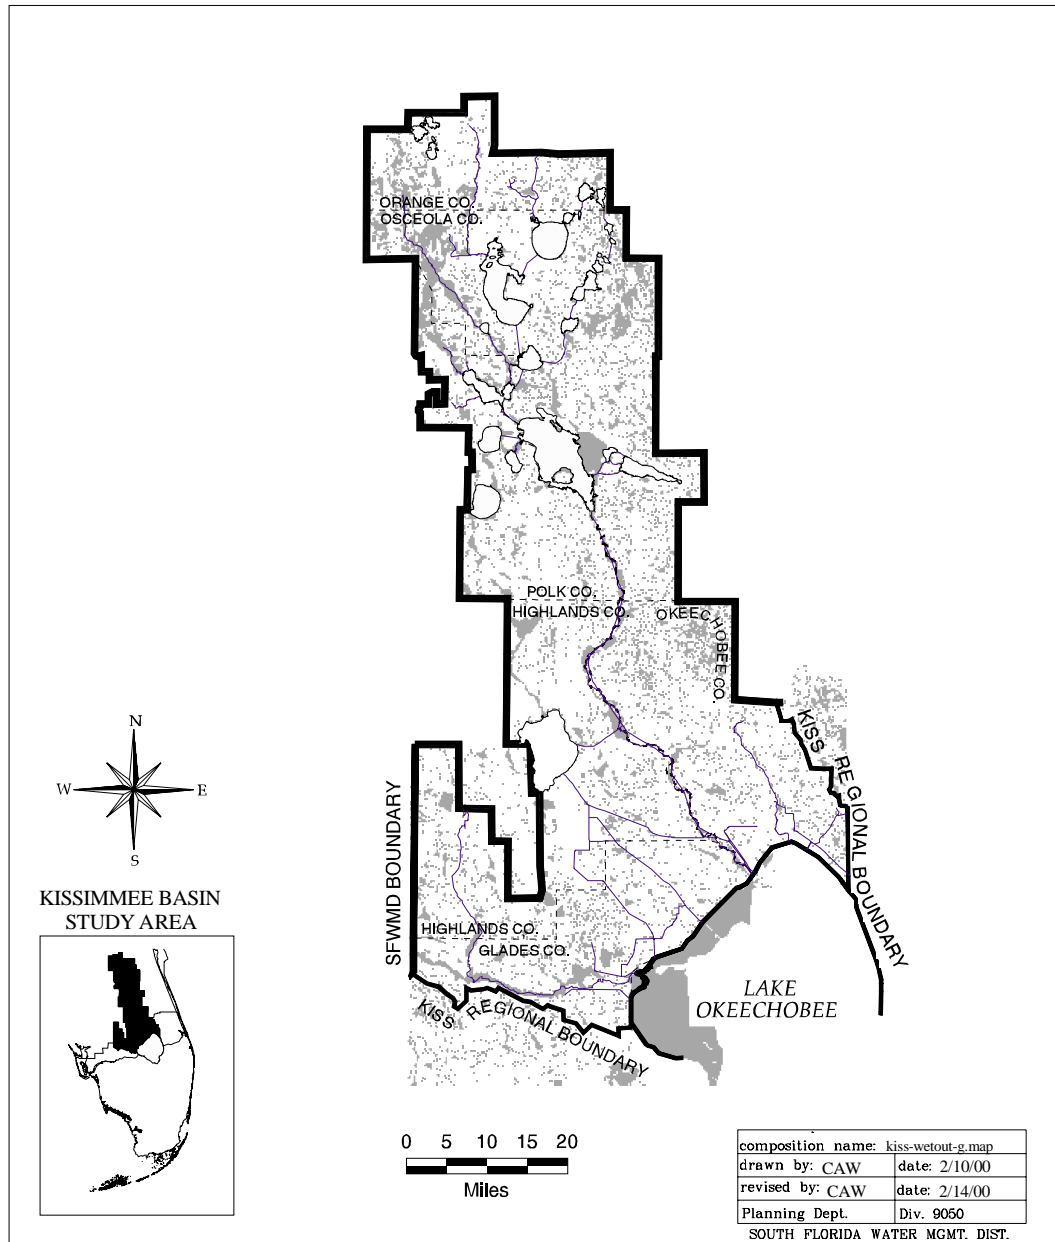 ORANGE CO.
OSCEOLA CO.
POLK CO.
HIGHLANDS CO.
OKEECHOBEE CO.
KISS REGIONAL BOUNDARY
N
W
E
S
SFWMD BOUNDARY
KISSIMMEE BASIN
STUDY AREA
HIGHLANDS CO.
GLADES CO.
KISS REGIONAL BOUNDARY
LAKE
OKEECHOBEE
0 5 10 15 20
Miles
composition name: kiss-wetout-g.map
drawn by: CAW date: 2/10/00
revised by: CAW date: 2/14/00
Planning Dept. Div. 9050
SOUTH FLORIDA WATER MGMT. DIST.